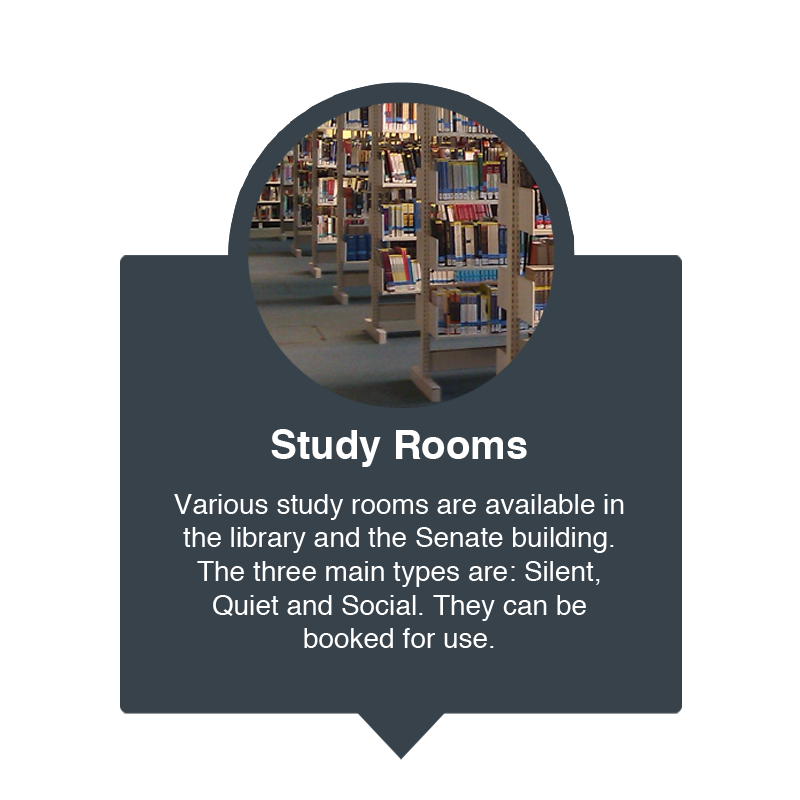 Study Rooms
Various study rooms are available in
the library and the Senate building.
The three main types are: Silent,
Quiet and Social. They can be
booked for use.